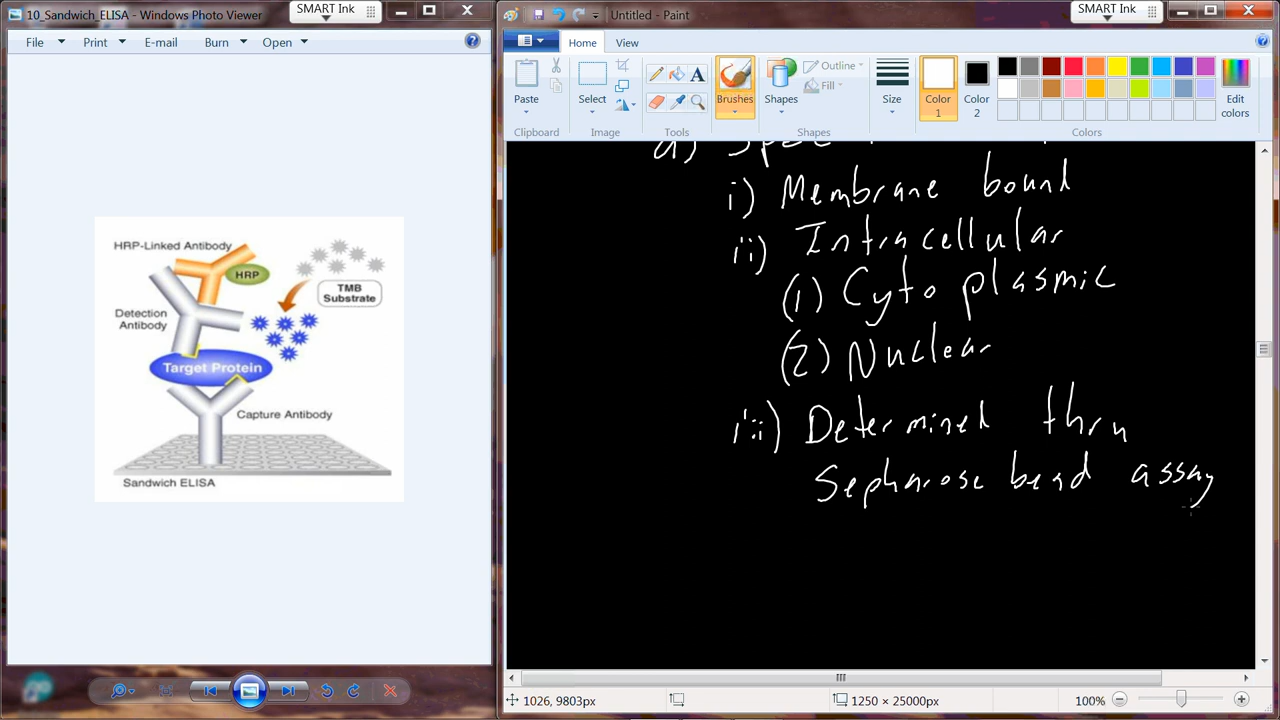 10_Sandwich_ELISA - Windows Photo Viewer
SMART Ink
File Print E-mail Burn Open
HRP-Linked Antibody
HRP
TMB
Substrate
Detection
Antibody
Target Protein
Capture Antibody
Sandwich ELISA
Untitled - Paint
SMART Ink
Home View
Paste
Select
Brushes
Shapes
Outline
Fill
Size
Color
1
Color
2
Edit
colors
Clipboard
Image
Tools
Shapes
Colors
a)
i) Membrane bound
ii) Intracellular
(1) Cytoplasmic
(2) Nuclear
iii) Determined thru
Sepharose bead assay
1026, 9803px
1250 × 25000px
100%